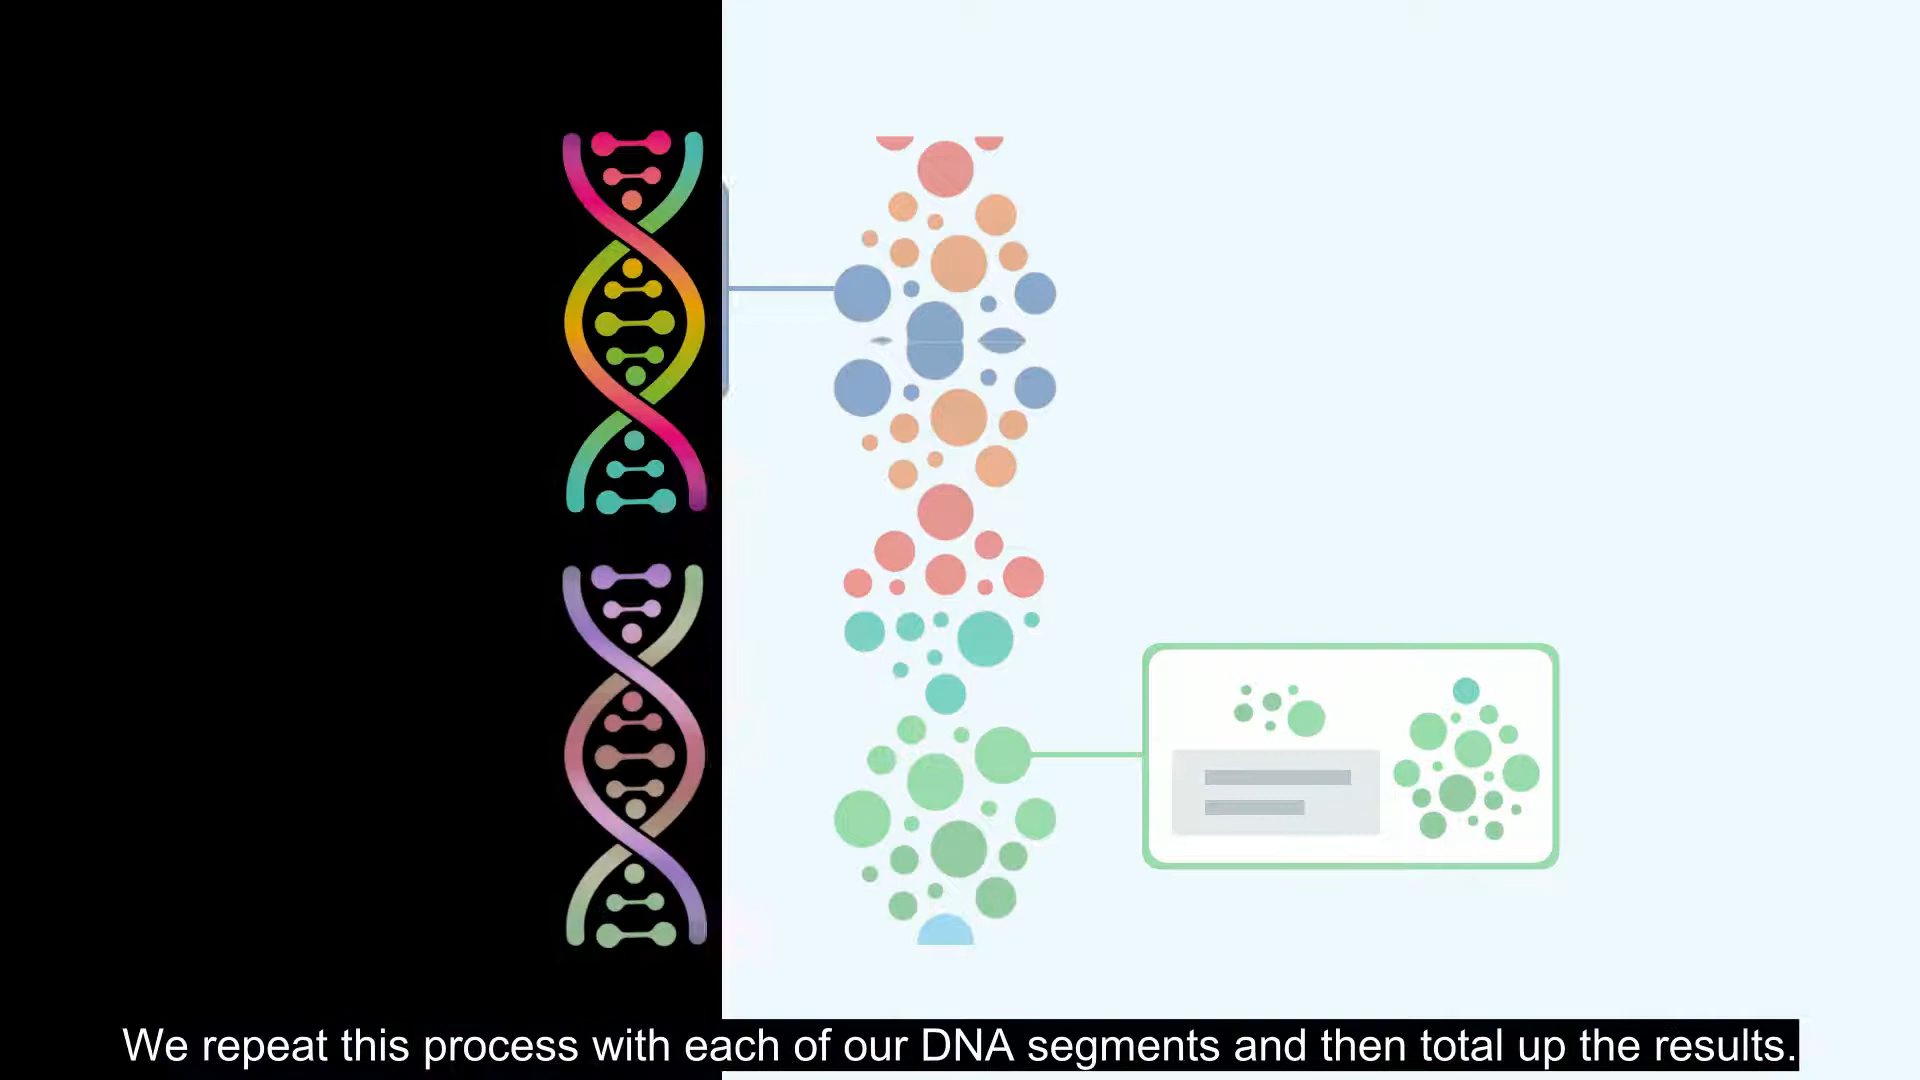 We repeat this process with each of our DNA segments and then total up the results.